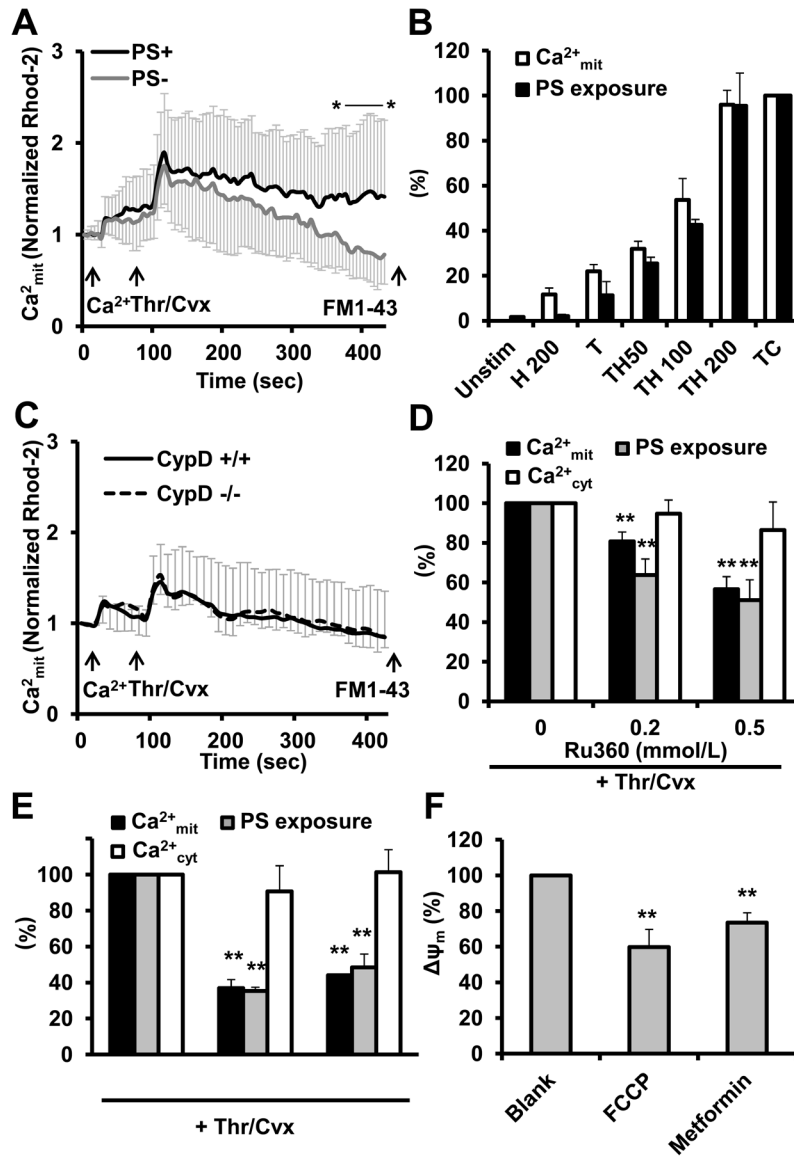 A
PS+
PS-
Ca²mit (Normalized Rhod-2)
3
2
1
0
* *
Ca²⁺ Thr/Cvx
FM1-43
0 100 200 300 400
Time (sec)
B
Ca²⁺mit
PS exposure
(%)
120
100
80
60
40
20
0
Unstim
H 200
T
TH50
TH 100
TH 200
TC
C
CypD +/+
CypD -/-
Ca²mit (Normalized Rhod-2)
3
2
1
0
Ca²⁺ Thr/Cvx
FM1-43
0 100 200 300 400
Time (sec)
D
Ca²⁺mit PS exposure
Ca²⁺cyt
(%)
120
100
80
60
40
20
0
** ** ** **
0 0.2 0.5
Ru360 (mmol/L)
+ Thr/Cvx
E
Ca²⁺mit PS exposure
Ca²⁺cyt
(%)
100
80
60
40
20
0
** ** ** **
+ Thr/Cvx
F
Δψm (%)
120
100
80
60
40
20
0
** **
Blank
FCCP
Metformin